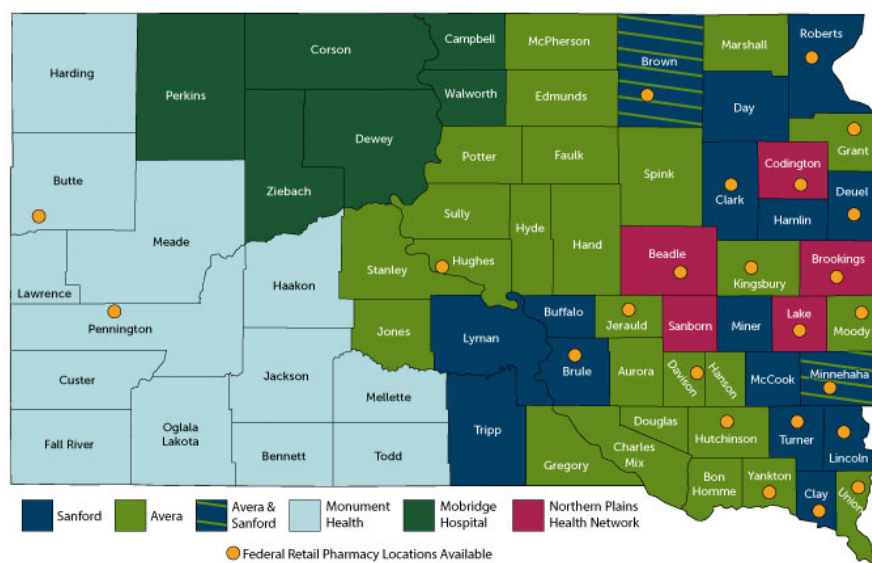 Harding
Perkins
Corson
Campbell
McPherson
Brown
Marshall
Roberts
Walworth
Edmunds
Day
Dewey
Butte
Ziebach
Potter
Faulk
Spink
Clark
Codington
Grant
Deuel
Hamlin
Meade
Sully
Hyde
Hand
Lawrence
Haakon
Stanley
Hughes
Beadle
Kingsbury
Brookings
Pennington
Jones
Lyman
Buffalo
Jerauld
Sanborn
Miner
Lake
Moody
Custer
Jackson
Mellette
Brule
Aurora
Davison
Hanson
McCook
Minnehaha
Fall River
Oglala
Lakota
Bennett
Todd
Tripp
Gregory
Charles
Mix
Douglas
Hutchinson
Turner
Lincoln
Bon
Homme
Yankton
Clay
Union
Sanford
Avera
Avera &
Sanford
Monument
Health
Mobridge
Hospital
Northern Plains
Health Network
Federal Retail Pharmacy Locations Available